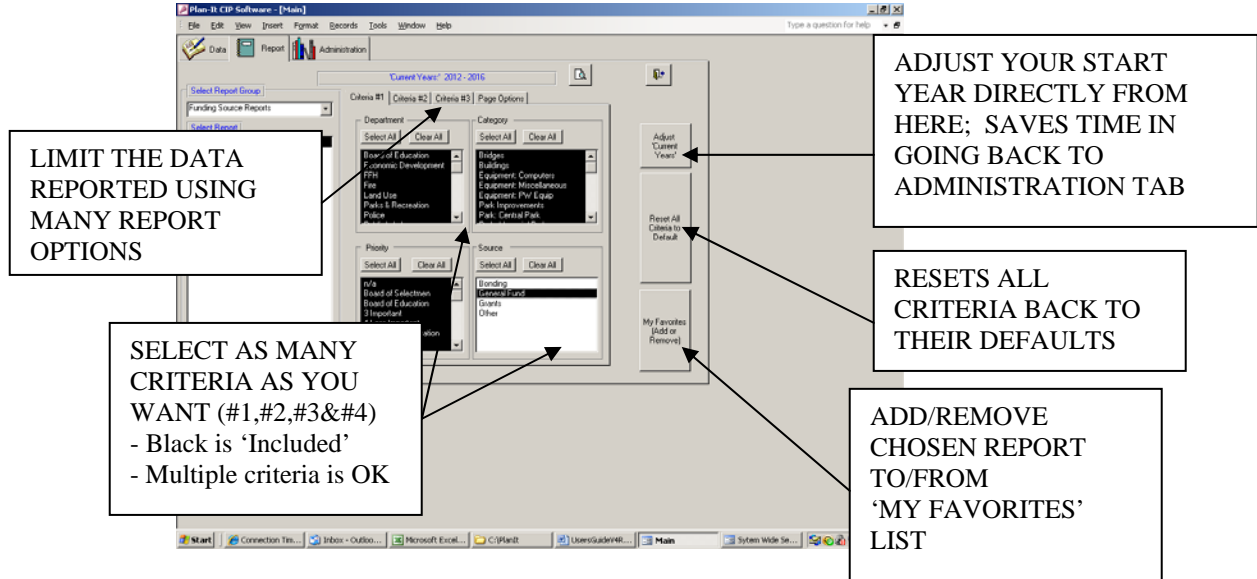 Plan-It CIP Software - [Main]
File Edit View Insert Format Records Tools Window Help
Type a question for help
Data Report Administration
'Current Years:' 2012 - 2016
Select Report Group
Funding Source Reports
Select Report
Criteria #1 Criteria #2 Criteria #3 Page Options
Department
Select All Clear All
Board of Education
Economic Development
FFH
Fire
Land Use
Parks & Recreation
Police
Category
Select All Clear All
Bridges
Buildings
Equipment: Computers
Equipment: Miscellaneous
Equipment: PW Equip
Park Improvements
Park: Central Park
Priority
Select All Clear All
n/a
Board of Selectmen
Board of Education
3 Important
Source
Select All Clear All
Bonding
General Fund
Grants
Other
Adjust
'Current
Years'
Reset All
Criteria to
Default
My Favorites
(Add or
Remove)
LIMIT THE DATA
REPORTED USING
MANY REPORT
OPTIONS
SELECT AS MANY
CRITERIA AS YOU
WANT (#1,#2,#3&#4)
- Black is ‘Included’
- Multiple criteria is OK
ADJUST YOUR START
YEAR DIRECTLY FROM
HERE; SAVES TIME IN
GOING BACK TO
ADMINISTRATION TAB
RESETS ALL
CRITERIA BACK TO
THEIR DEFAULTS
ADD/REMOVE
CHOSEN REPORT
TO/FROM
‘MY FAVORITES’
LIST
Start Connection Tim... Inbox - Outloo... Microsoft Excel... C:\PlanIt UsersGuideV4R... Main Sytem Wide Se...